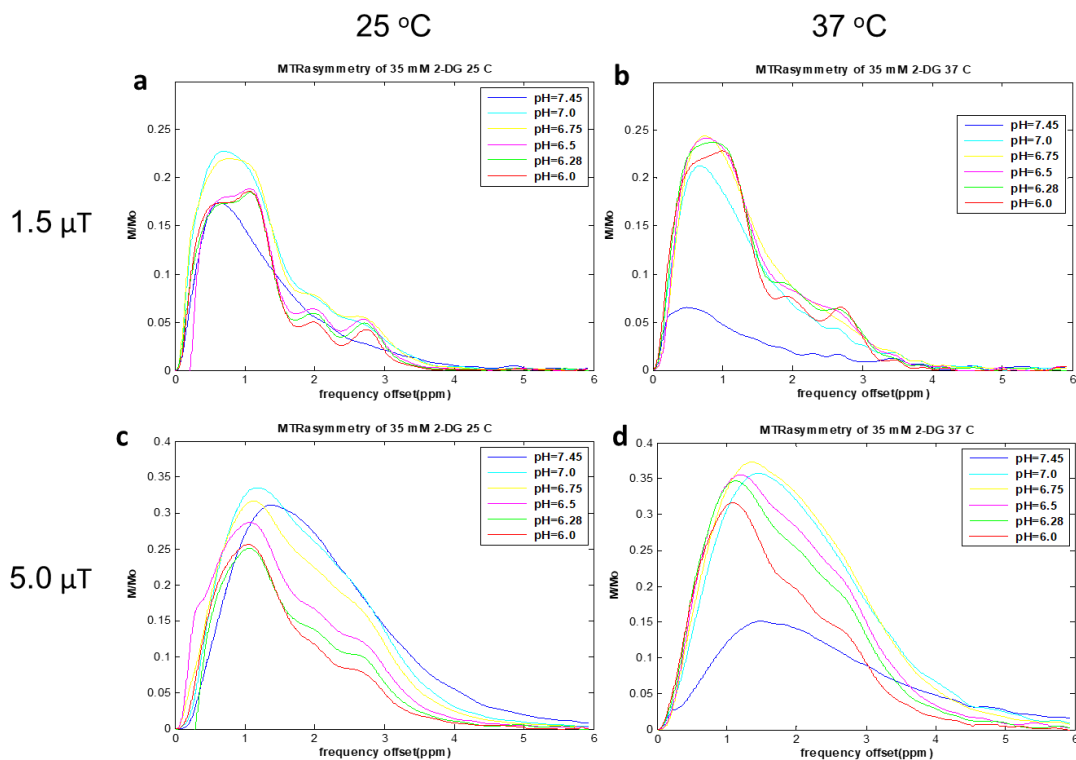 25 °C
37 °C
1.5 µT
5.0 µT
a
MTRasymmetry of 35 mM 2-DG 25 C
pH=7.45
pH=7.0
pH=6.75
pH=6.5
pH=6.28
pH=6.0
M/Mo
0.25
0.2
0.15
0.1
0.05
0
0 1 2 3 4 5 6
frequency offset(ppm)
b
MTRasymmetry of 35 mM 2-DG 37 C
pH=7.45
pH=7.0
pH=6.75
pH=6.5
pH=6.28
pH=6.0
M/Mo
0.25
0.2
0.15
0.1
0.05
0
0 1 2 3 4 5 6
frequency offset(ppm)
c
MTRasymmetry of 35 mM 2-DG 25 C
pH=7.45
pH=7.0
pH=6.75
pH=6.5
pH=6.28
pH=6.0
M/Mo
0.4
0.35
0.3
0.25
0.2
0.15
0.1
0.05
0
0 1 2 3 4 5 6
frequency offset(ppm)
d
MTRasymmetry of 35 mM 2-DG 37 C
pH=7.45
pH=7.0
pH=6.75
pH=6.5
pH=6.28
pH=6.0
M/Mo
0.4
0.35
0.3
0.25
0.2
0.15
0.1
0.05
0
0 1 2 3 4 5 6
frequency offset(ppm)